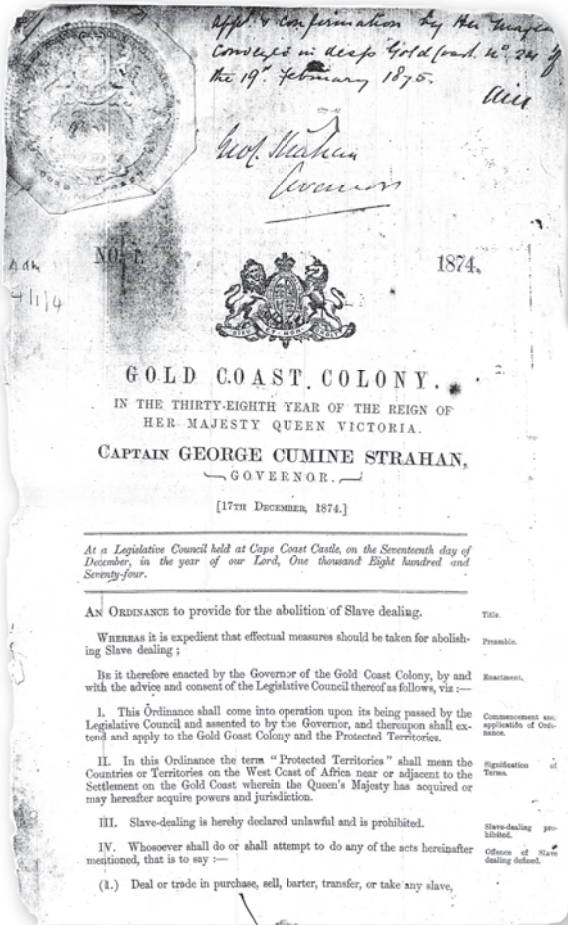 confirmation by Her
Gold Coast. No. 24 of
the 19th February 1875.
Geo. Strahan
Governor
NO. 1.
1874.
GOLD COAST COLONY.
IN THE THIRTY-EIGHTH YEAR OF THE REIGN OF
HER MAJESTY QUEEN VICTORIA.
CAPTAIN GEORGE CUMINE STRAHAN,
GOVERNOR.
[17TH DECEMBER, 1874.]
At a Legislative Council held at Cape Coast Castle, on the Seventeenth day of
December, in the year of our Lord, One thousand Eight hundred and
Seventy-four.
AN ORDINANCE to provide for the abolition of Slave dealing.
Title.
WHEREAS it is expedient that effectual measures should be taken for abolish-
ing Slave dealing ;
Preamble.
BE it therefore enacted by the Governor of the Gold Coast Colony, by and
with the advice and consent of the Legislative Council thereof as follows, viz :—
Enactment.
I. This Ordinance shall come into operation upon its being passed by the
Legislative Council and assented to by the Governor, and thereupon shall ex-
tend and apply to the Gold Coast Colony and the Protected Territories.
Commencement and
application of Ordi-
nance.
II. In this Ordinance the term "Protected Territories" shall mean the
Countries or Territories on the West Coast of Africa near or adjacent to the
Settlement on the Gold Coast wherein the Queen's Majesty has acquired or
may hereafter acquire powers and jurisdiction.
Signification of
Terms.
III. Slave-dealing is hereby declared unlawful and is prohibited.
Slave-dealing pro-
hibited.
IV. Whosoever shall do or shall attempt to do any of the acts hereinafter
mentioned, that is to say :—
Offence of Slave
dealing defined.
(1.) Deal or trade in purchase, sell, barter, transfer, or take any slave,